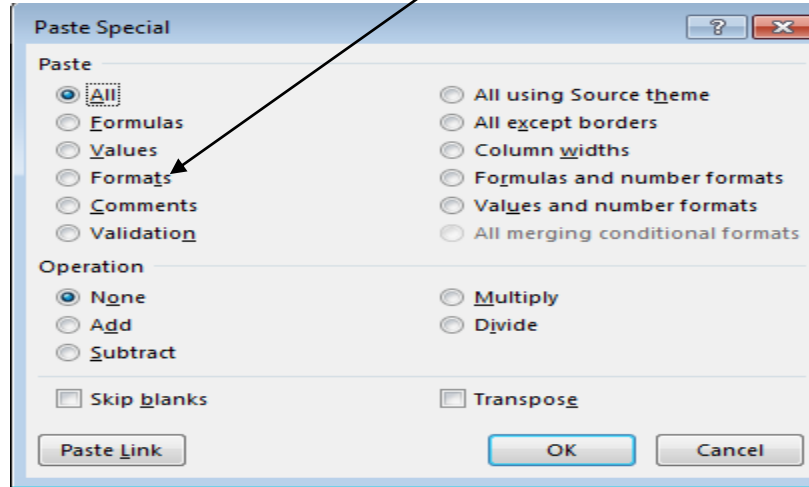 Paste Special
Paste
All
All using Source theme
Formulas
All except borders
Values
Column widths
Formats
Formulas and number formats
Comments
Values and number formats
Validation
All merging conditional formats
Operation
None
Multiply
Add
Divide
Subtract
Skip blanks
Transpose
Paste Link
OK
Cancel